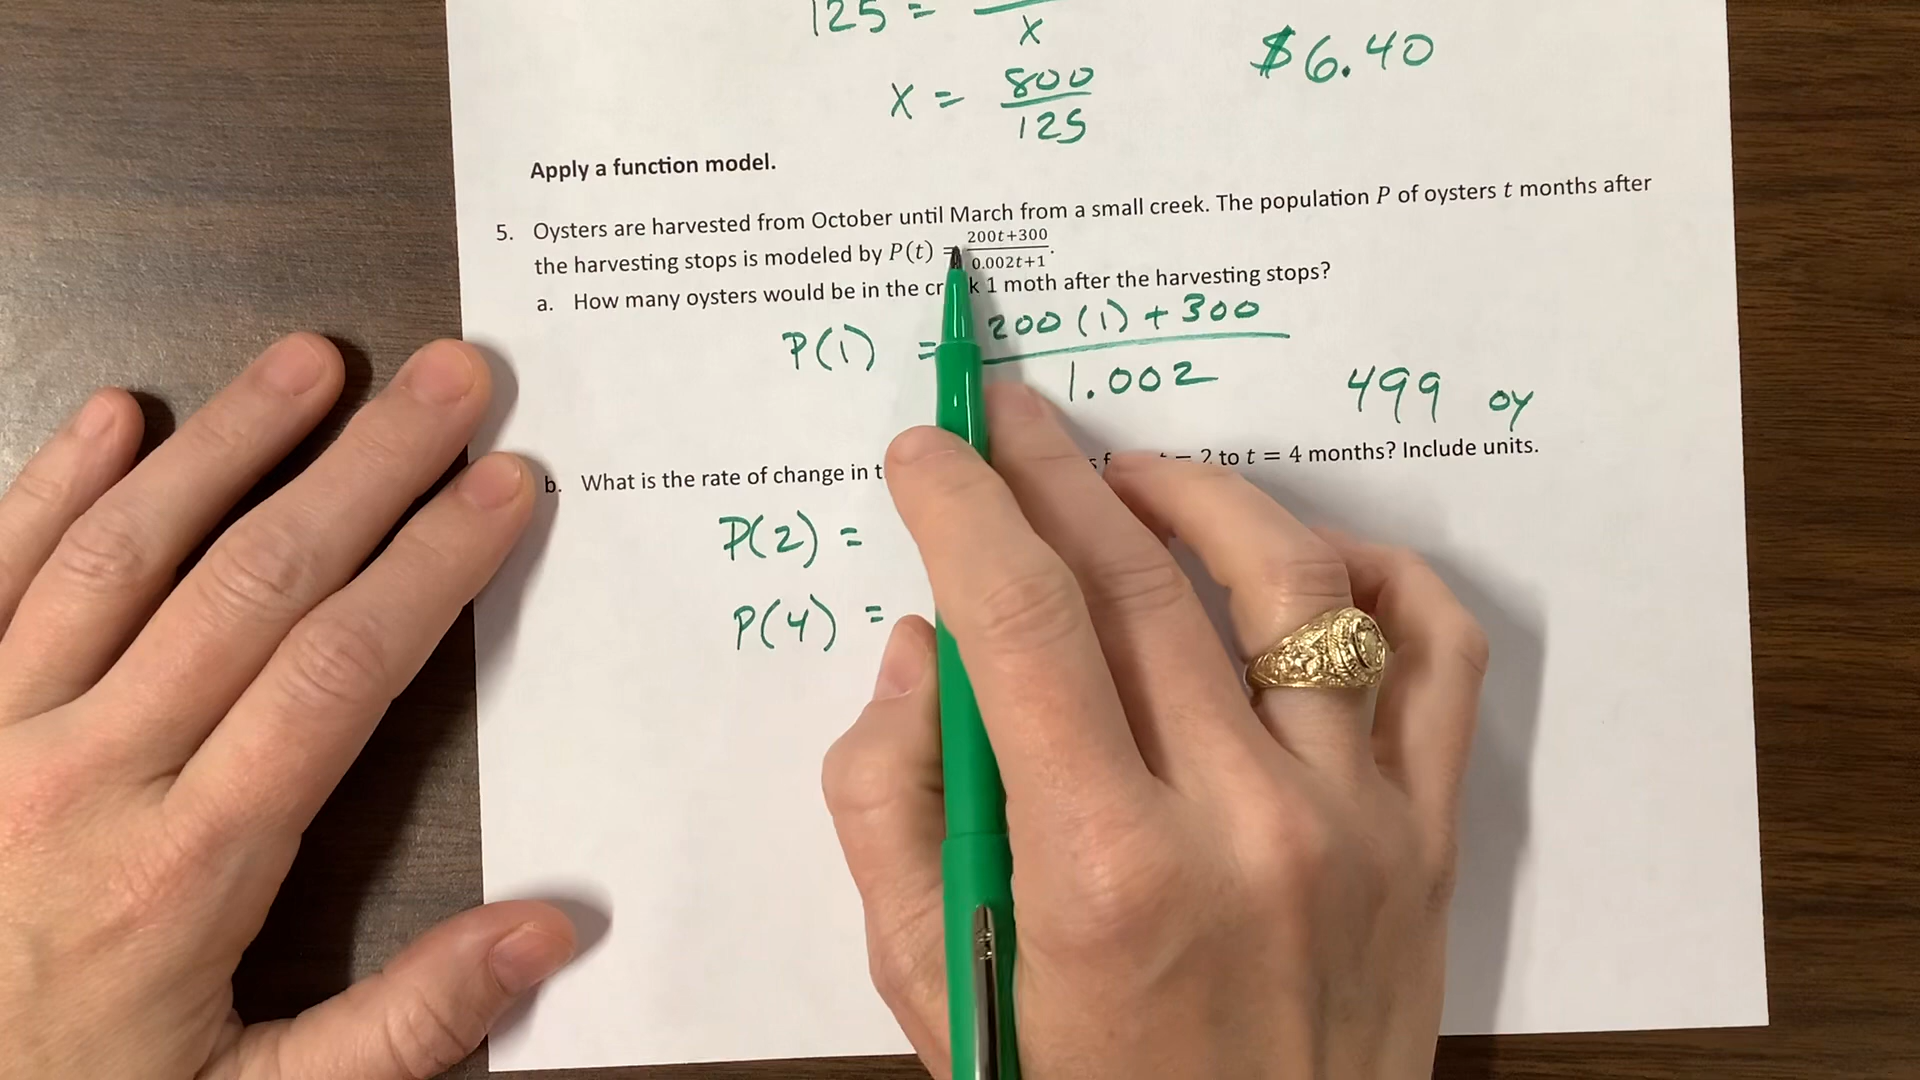 125 =
x
x = 800/125
$6.40
Apply a function model.
5. Oysters are harvested from October until March from a small creek. The population P of oysters t months after
the harvesting stops is modeled by P(t) = 200t+300/0.002t+1.
a. How many oysters would be in the cr k 1 moth after the harvesting stops?
P(1) = 200(1)+300/1.002
499 oy
b. What is the rate of change in t = 2 to t = 4 months? Include units.
P(2) =
P(4) =